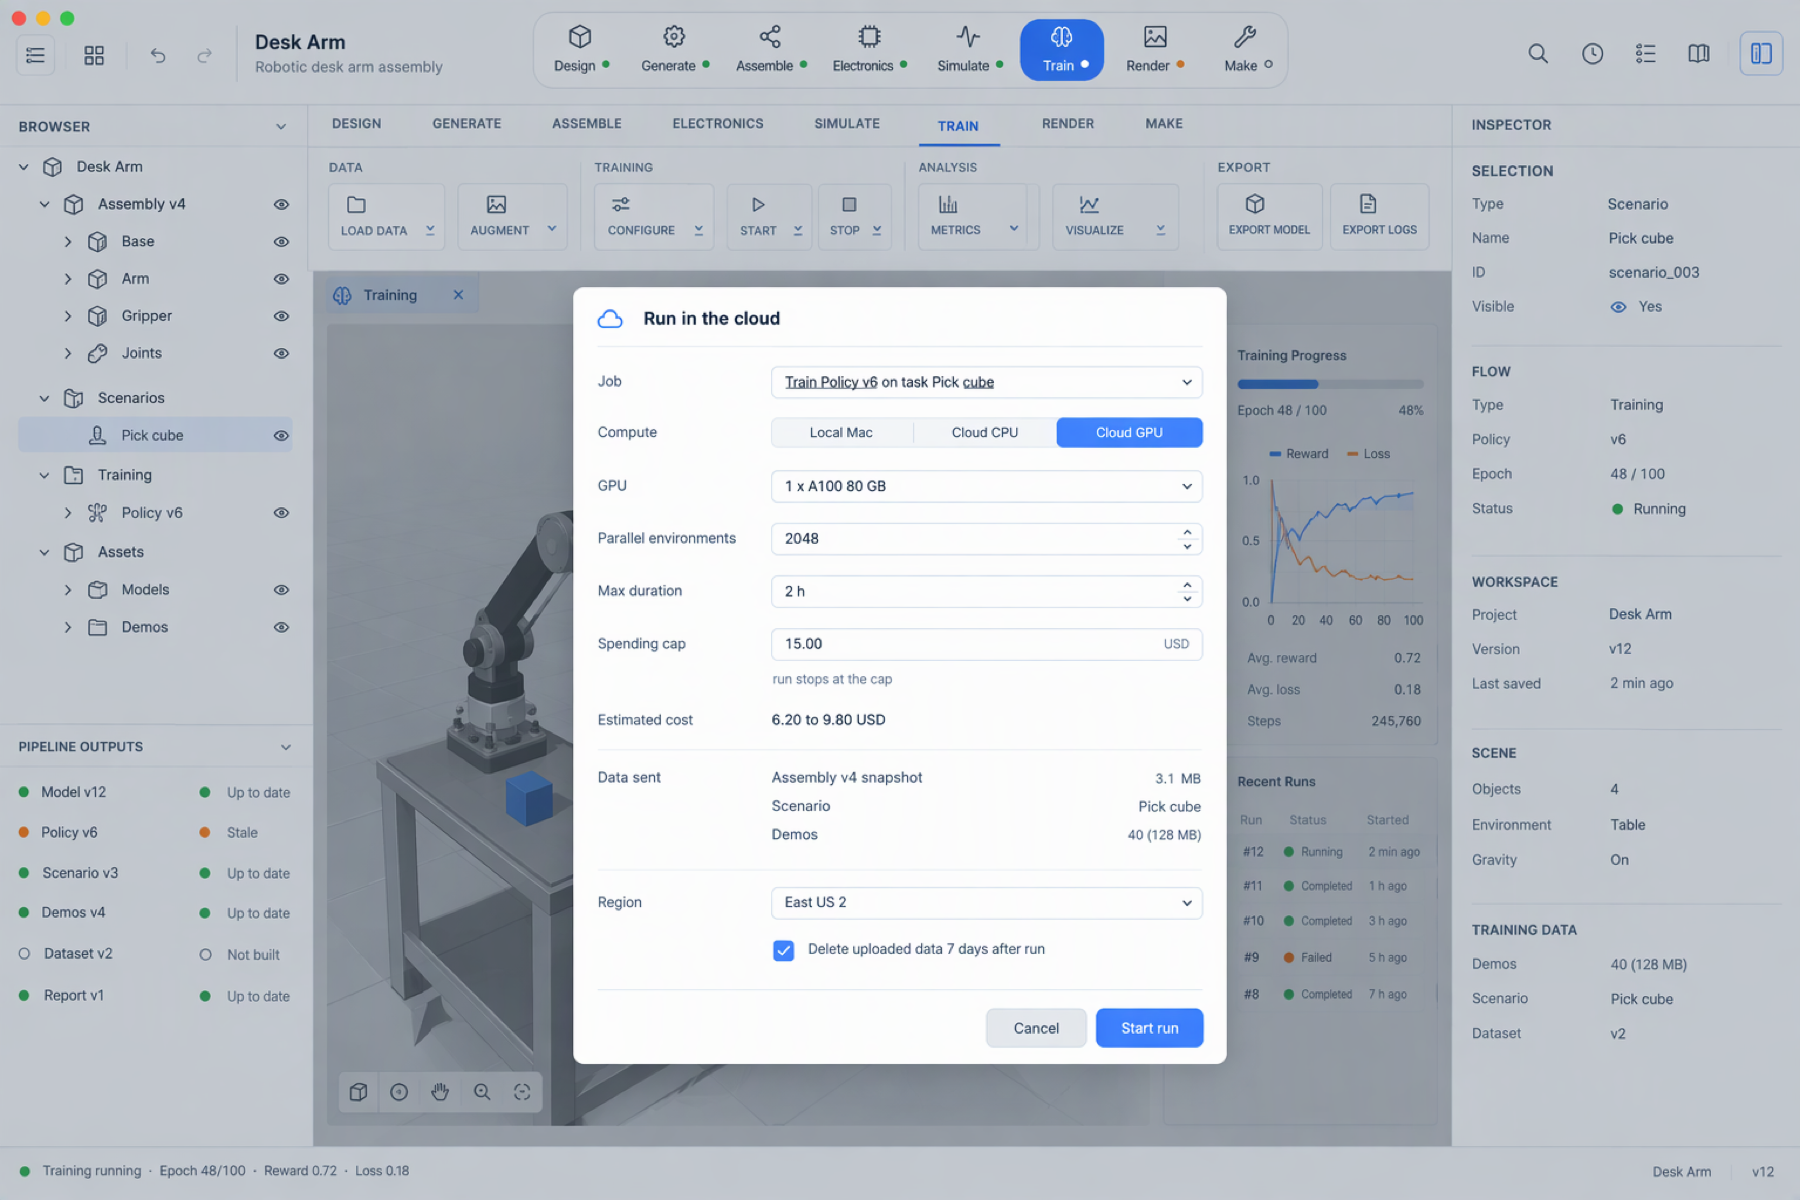 Desk Arm
Robotic desk arm assembly
Design
Generate
Assemble
Electronics
Simulate
Train
Render
Make
BROWSER
Desk Arm
Assembly v4
Base
Arm
Gripper
Joints
Scenarios
Pick cube
Training
Policy v6
Assets
Models
Demos
PIPELINE OUTPUTS
Model v12 Up to date
Policy v6 Stale
Scenario v3 Up to date
Demos v4 Up to date
Dataset v2 Not built
Report v1 Up to date
DESIGN GENERATE ASSEMBLE ELECTRONICS SIMULATE TRAIN RENDER MAKE
DATA
LOAD DATA
AUGMENT
TRAINING
CONFIGURE
START
STOP
ANALYSIS
METRICS
VISUALIZE
EXPORT
EXPORT MODEL
EXPORT LOGS
Training
Run in the cloud
Job Train Policy v6 on task Pick cube
Compute Local Mac Cloud CPU Cloud GPU
GPU 1 x A100 80 GB
Parallel environments 2048
Max duration 2 h
Spending cap 15.00 USD
run stops at the cap
Estimated cost 6.20 to 9.80 USD
Data sent Assembly v4 snapshot 3.1 MB
Scenario Pick cube
Demos 40 (128 MB)
Region East US 2
Delete uploaded data 7 days after run
Cancel Start run
Training Progress
Epoch 48 / 100 48%
Reward Loss
1.0
0.5
0.0
0 20 40 60 80 100
Avg. reward 0.72
Avg. loss 0.18
Steps 245,760
Recent Runs
Run Status Started
#12 Running 2 min ago
#11 Completed 1 h ago
#10 Completed 3 h ago
#9 Failed 5 h ago
#8 Completed 7 h ago
INSPECTOR
SELECTION
Type Scenario
Name Pick cube
ID scenario_003
Visible Yes
FLOW
Type Training
Policy v6
Epoch 48 / 100
Status Running
WORKSPACE
Project Desk Arm
Version v12
Last saved 2 min ago
SCENE
Objects 4
Environment Table
Gravity On
TRAINING DATA
Demos 40 (128 MB)
Scenario Pick cube
Dataset v2
Training running · Epoch 48/100 · Reward 0.72 · Loss 0.18
Desk Arm v12